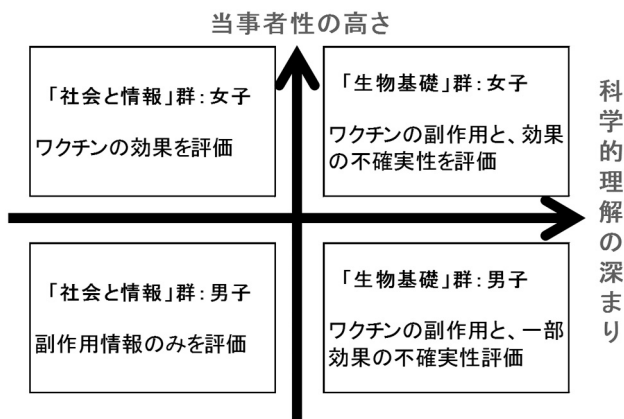 当事者性の高さ
「社会と情報」群：女子
ワクチンの効果を評価
「生物基礎」群：女子
ワクチンの副作用と、効果
の不確実性を評価
科学的理解の深まり
「社会と情報」群：男子
副作用情報のみを評価
「生物基礎」群：男子
ワクチンの副作用と、一部
効果の不確実性評価